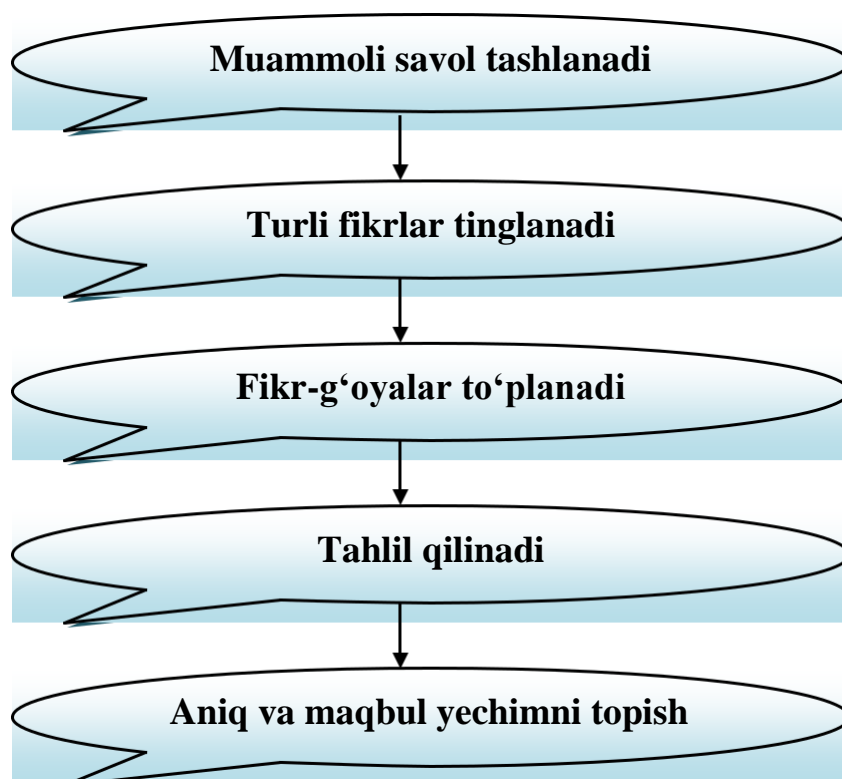 Muammoli savol tashlanadi
Turli fikrlar tinglanadi
Fikr-g‘oyalar to‘planadi
Tahlil qilinadi
Aniq va maqbul yechimni topish